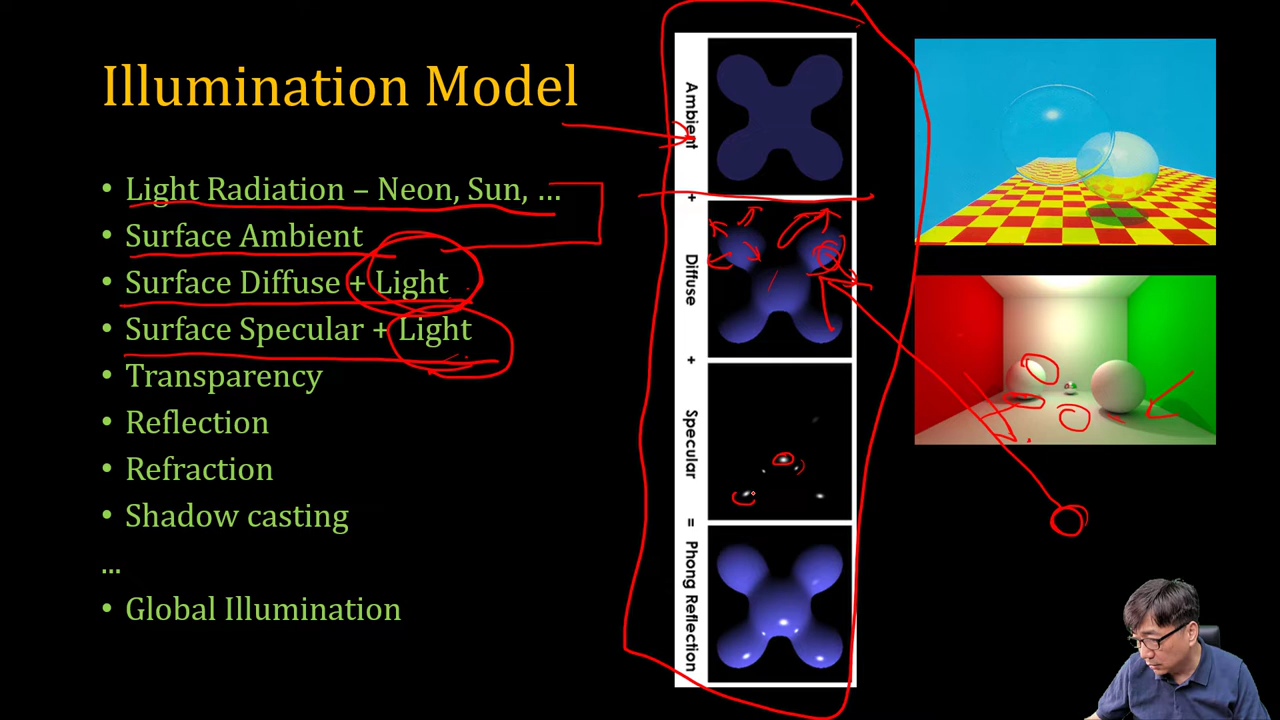 Illumination Model
• Light Radiation – Neon, Sun, ...
• Surface Ambient
• Surface Diffuse + Light
• Surface Specular + Light
• Transparency
• Reflection
• Refraction
• Shadow casting
...
• Global Illumination
Ambient
+
Diffuse
+
Specular
=
Phong Reflection